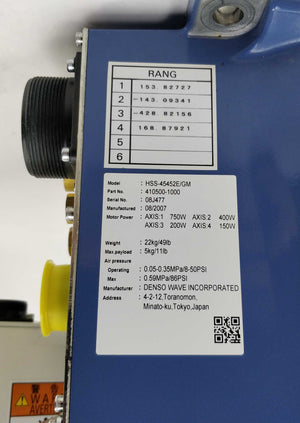 RANG
1 153. 82727
2 -143. 09341
3 -428. 82156
4 168. 87921
5
6
Model : HSS-45452E/GM
Part No. : 410500-1000
Serial No. : 08J477
Manufactured : 08/2007
Motor Power : AXIS:1 750W AXIS:2 400W
AXIS:3 200W AXIS:4 150W
Weight : 22kg/49lb
Max.payload : 5kg/11lb
Air pressure
Operating : 0.05-0.35MPa/8-50PSI
Max. : 0.59MPa/86PSI
Manufacturer : DENSO WAVE INCORPORATED
Address : 4-2-12,Toranomon,
Minato-ku,Tokyo,Japan
WA
AVERT